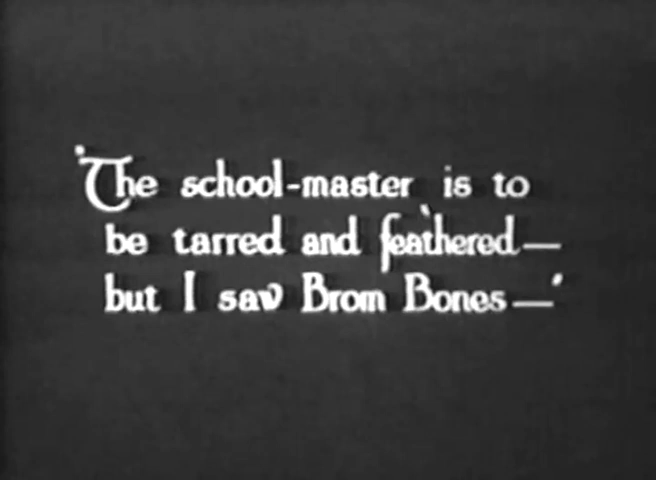 'The school-master is to
be tarred and feathered—
but I saw Brom Bones—'